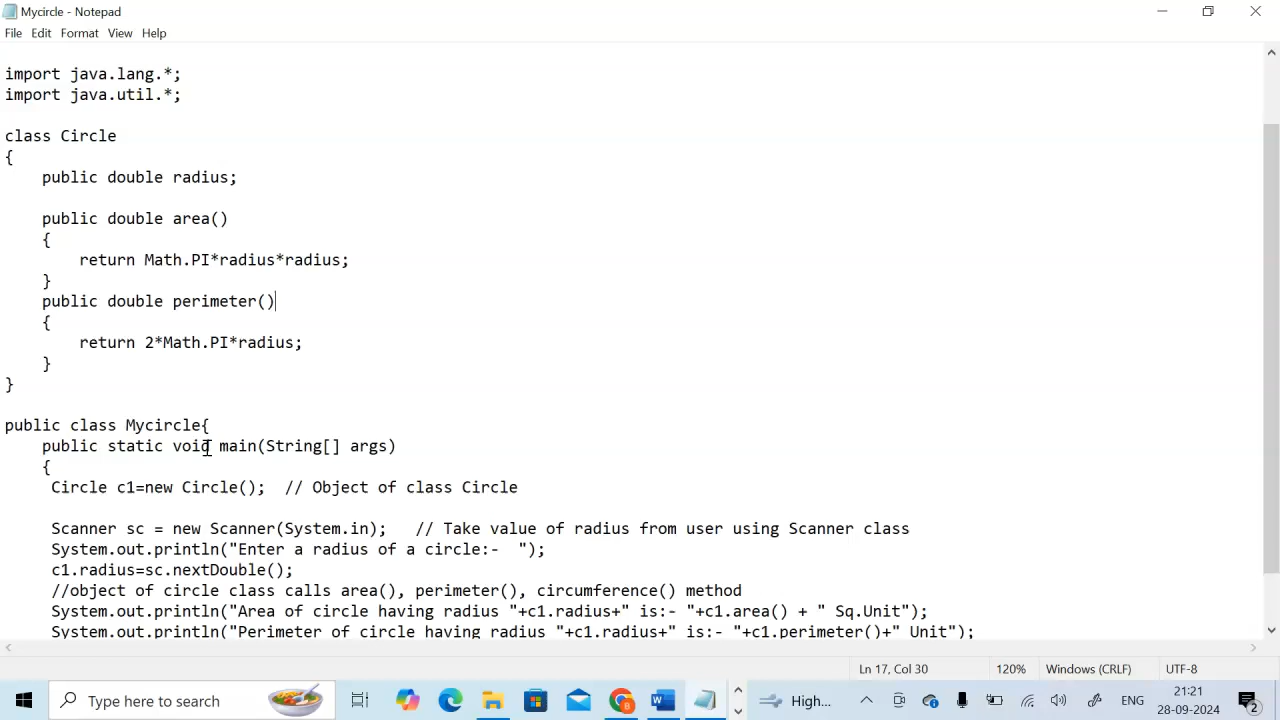 Mycircle - Notepad
File Edit Format View Help
import java.lang.*;
import java.util.*;
class Circle
{
public double radius;
public double area()
{
return Math.PI*radius*radius;
}
public double perimeter()
{
return 2*Math.PI*radius;
}
}
public class Mycircle{
public static void main(String[] args)
{
Circle c1=new Circle(); // Object of class Circle
Scanner sc = new Scanner(System.in); // Take value of radius from user using Scanner class
System.out.println("Enter a radius of a circle:- ");
c1.radius=sc.nextDouble();
//object of circle class calls area(), perimeter(), circumference() method
System.out.println("Area of circle having radius "+c1.radius+" is:- "+c1.area() + " Sq.Unit");
System.out.println("Perimeter of circle having radius "+c1.radius+" is:- "+c1.perimeter()+" Unit");
Ln 17, Col 30 120% Windows (CRLF) UTF-8
Type here to search High... ENG 21:21
28-09-2024 2